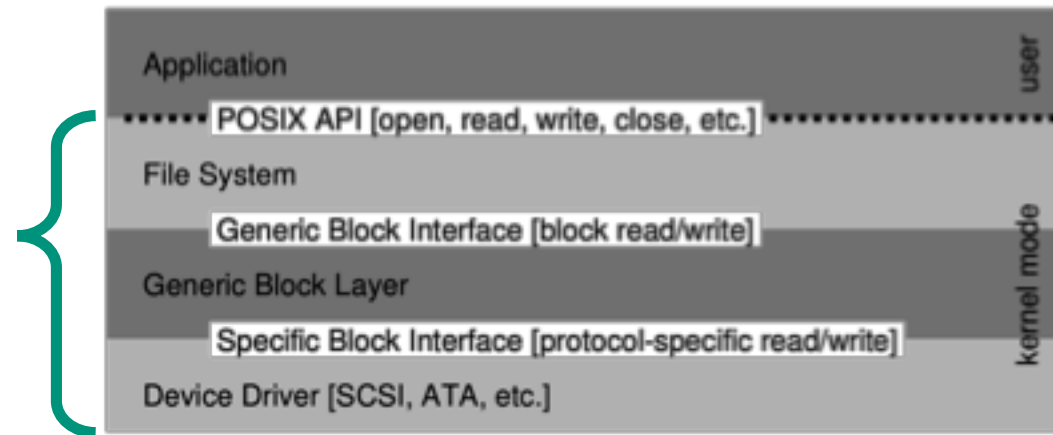 Application
user
POSIX API [open, read, write, close, etc.]
File System
Generic Block Interface [block read/write]
kernel mode
Generic Block Layer
Specific Block Interface [protocol-specific read/write]
Device Driver [SCSI, ATA, etc.]